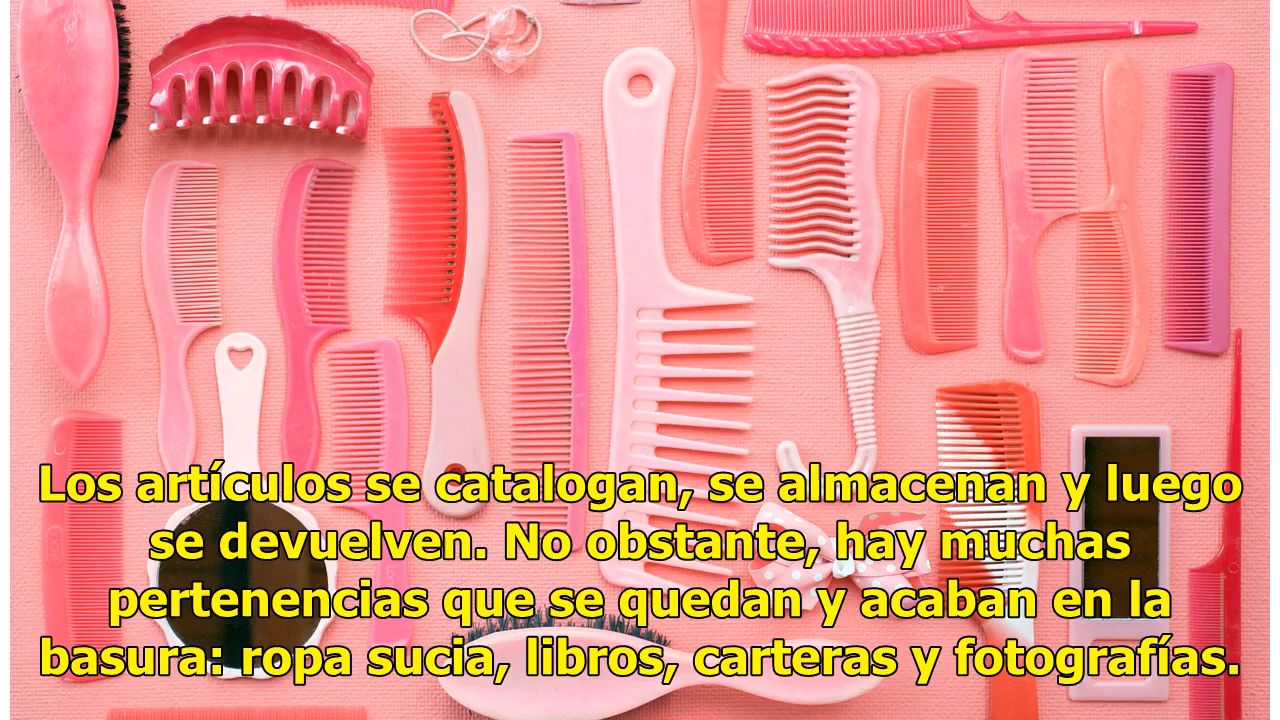 Los artículos se catalogan, se almacenan y luego
se devuelven. No obstante, hay muchas
pertenencias que se quedan y acaban en la
basura: ropa sucia, libros, carteras y fotografías.